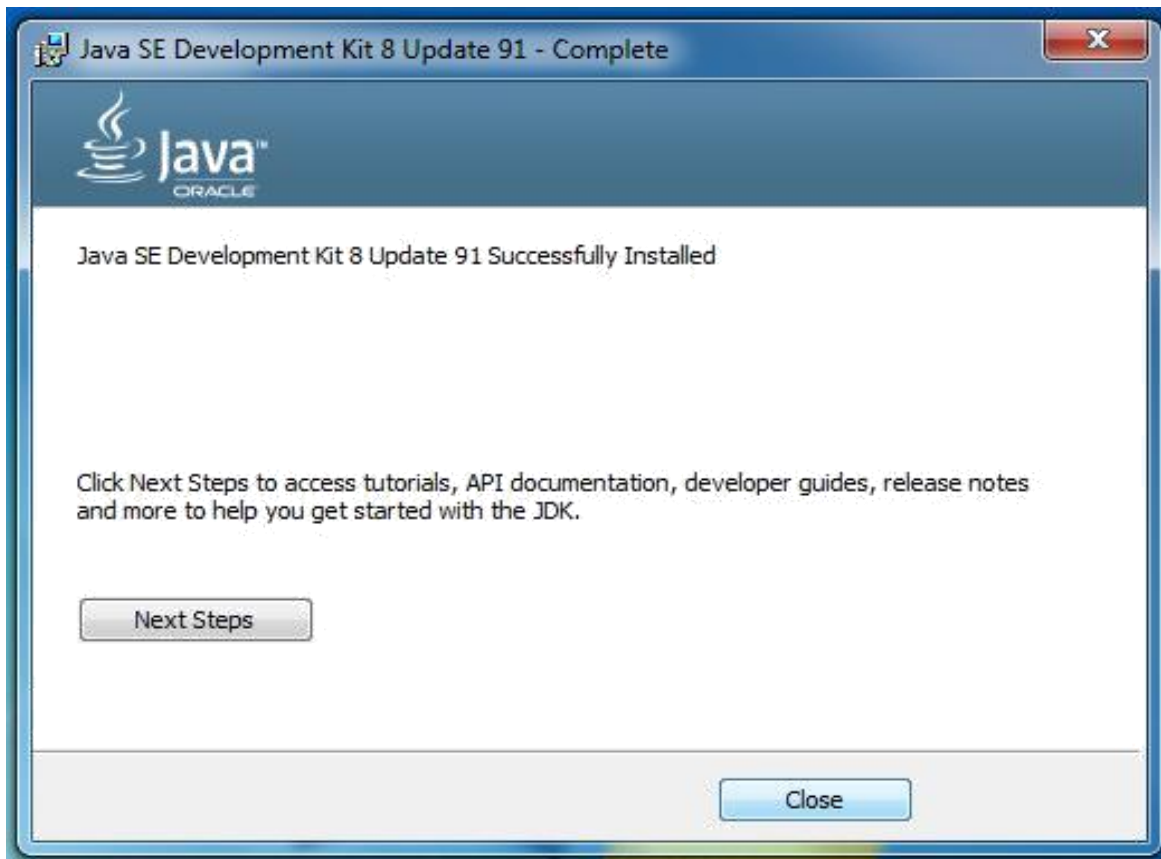 Java SE Development Kit 8 Update 91 - Complete
Java™
ORACLE
Java SE Development Kit 8 Update 91 Successfully Installed
Click Next Steps to access tutorials, API documentation, developer guides, release notes
and more to help you get started with the JDK.
Next Steps
Close